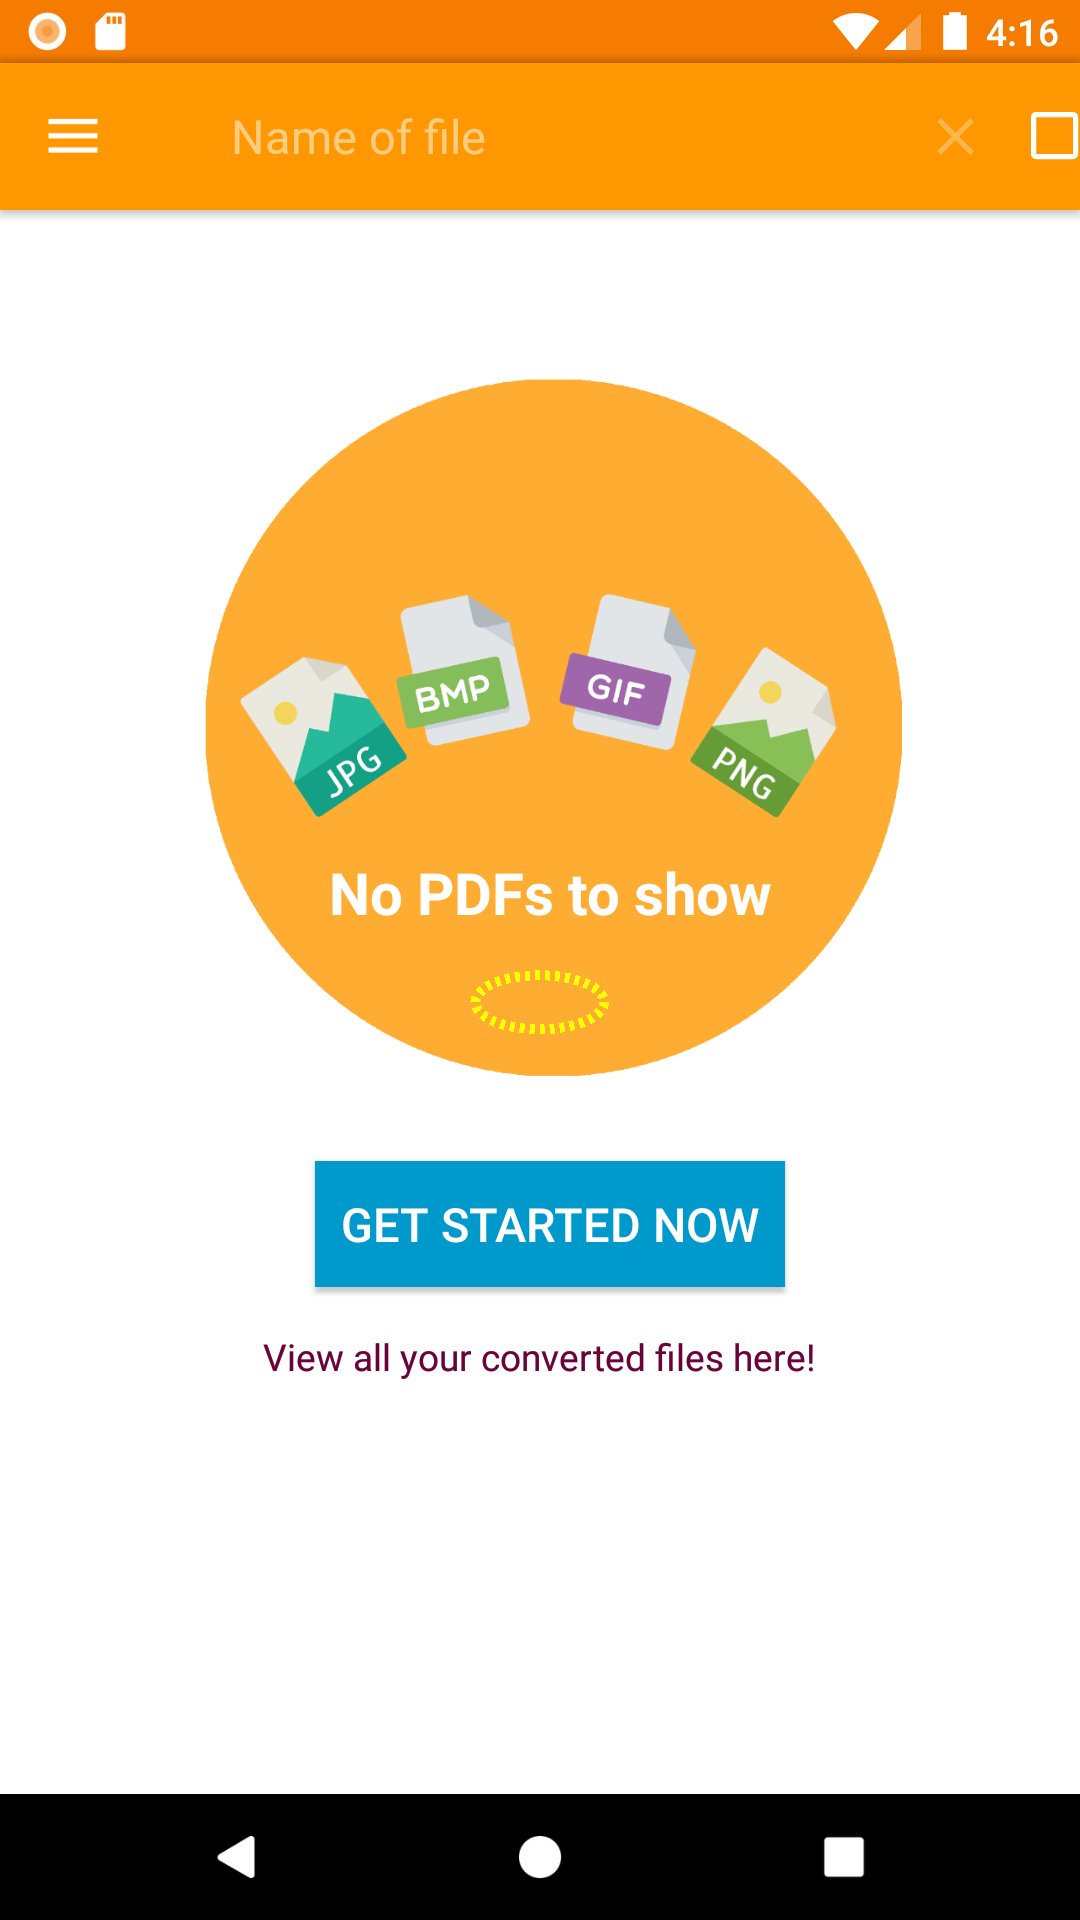 4:16
Name of file
JPG
BMP
GIF
PNG
No PDFs to show
GET STARTED NOW
View all your converted files here!